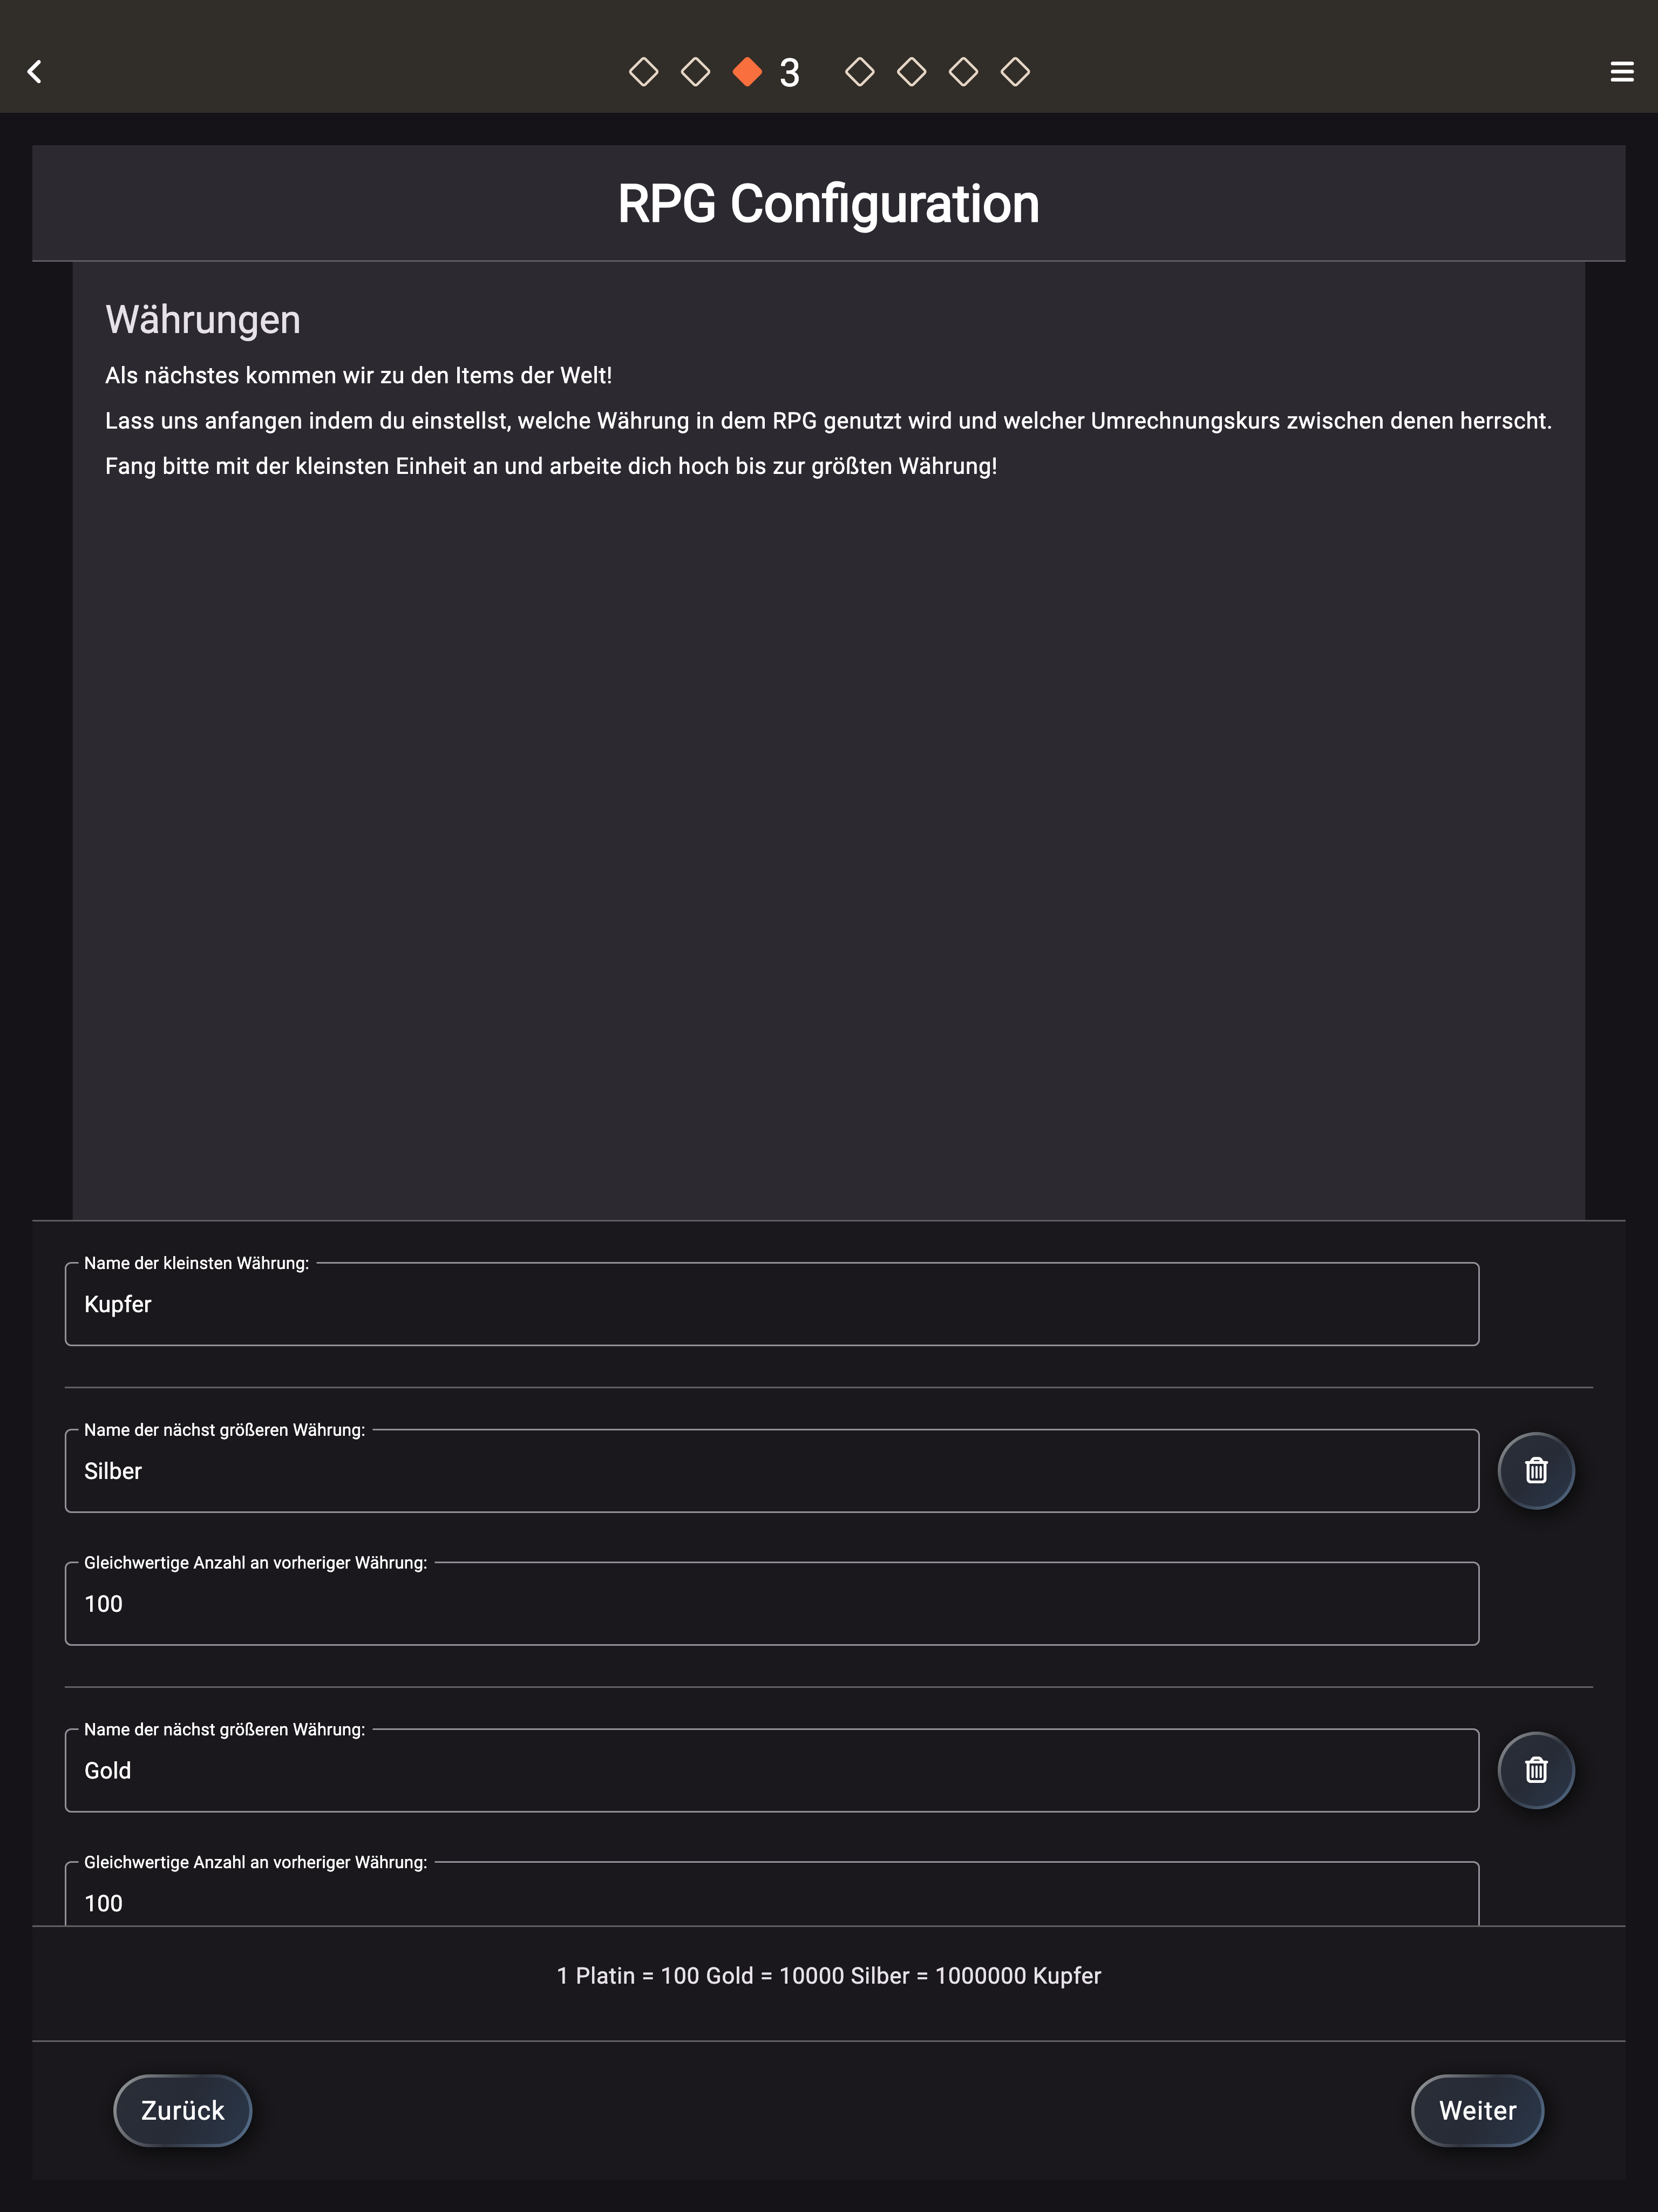 3
RPG Configuration
Währungen
Als nächstes kommen wir zu den Items der Welt!
Lass uns anfangen indem du einstellst, welche Währung in dem RPG genutzt wird und welcher Umrechnungskurs zwischen denen herrscht.
Fang bitte mit der kleinsten Einheit an und arbeite dich hoch bis zur größten Währung!
Name der kleinsten Währung:
Kupfer
Name der nächst größeren Währung:
Silber
Gleichwertige Anzahl an vorheriger Währung:
100
Name der nächst größeren Währung:
Gold
Gleichwertige Anzahl an vorheriger Währung:
100
1 Platin = 100 Gold = 10000 Silber = 1000000 Kupfer
Zurück
Weiter